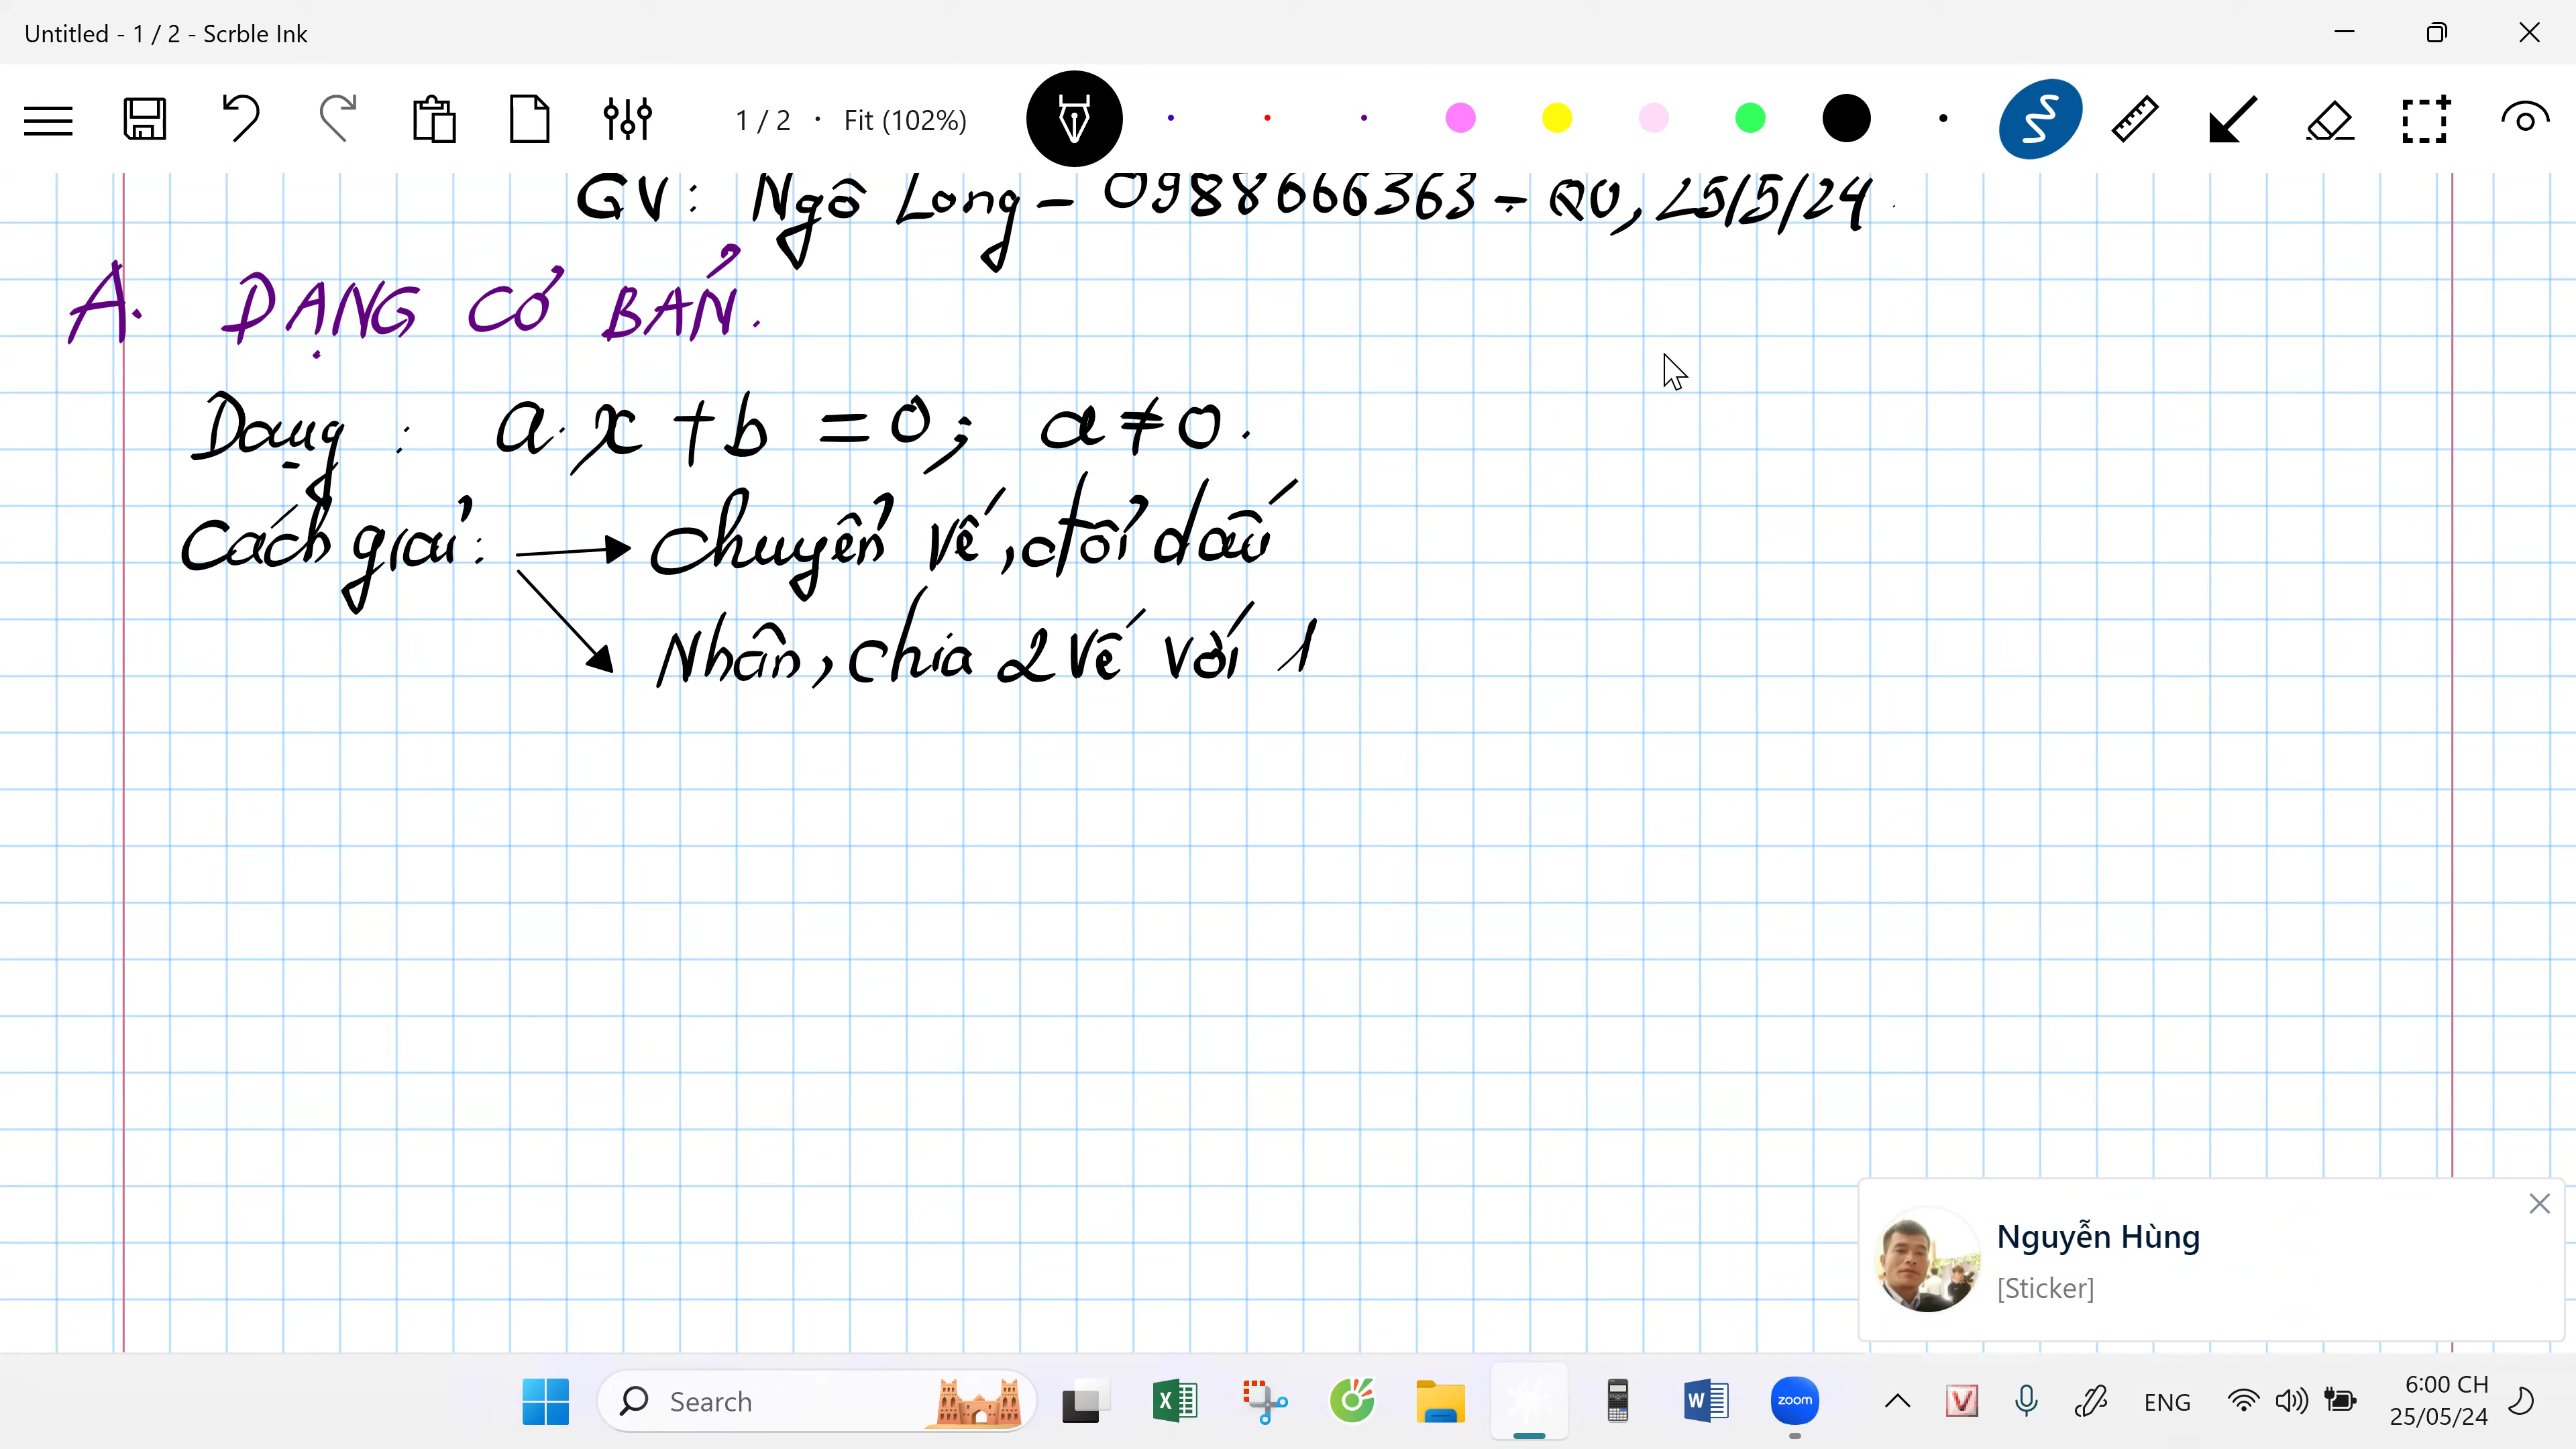 Untitled - 1 / 2 - Scrble Ink
1 / 2 · Fit (102%)
GV: Ngô Long - 0988666363 - QO, 25/5/24
A. DẠNG CƠ BẢN.
Dạng : a.x + b = 0; a ≠ 0.
Cách giải: → Chuyển vế, đổi dấu
Nhân, chia 2 vế với 1
Nguyễn Hùng
[Sticker]
Search
zoom
ENG
6:00 CH
25/05/24